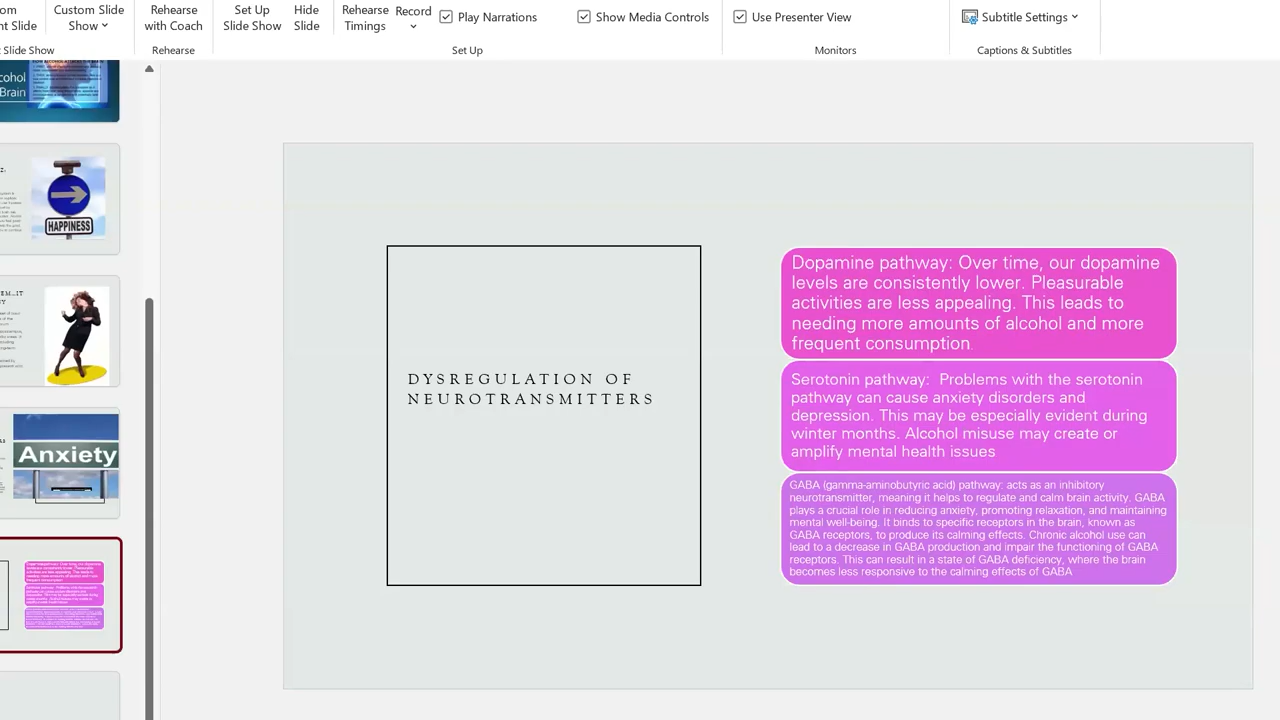 Custom Slide
Show
Rehearse
with Coach
Set Up
Slide Show
Hide
Slide
Rehearse
Timings
Record
Play Narrations
Show Media Controls
Use Presenter View
Subtitle Settings
Slide Show
Rehearse
Set Up
Monitors
Captions & Subtitles
Brain
HAPPINESS
Anxiety
DYSREGULATION OF
NEUROTRANSMITTERS
Dopamine pathway: Over time, our dopamine
levels are consistently lower. Pleasurable
activities are less appealing. This leads to
needing more amounts of alcohol and more
frequent consumption.
Serotonin pathway:  Problems with the serotonin
pathway can cause anxiety disorders and
depression. This may be especially evident during
winter months. Alcohol misuse may create or
amplify mental health issues
GABA (gamma-aminobutyric acid) pathway: acts as an inhibitory
neurotransmitter, meaning it helps to regulate and calm brain activity. GABA
plays a crucial role in reducing anxiety, promoting relaxation, and maintaining
mental well-being. It binds to specific receptors in the brain, known as
GABA receptors, to produce its calming effects. Chronic alcohol use can
lead to a decrease in GABA production and impair the functioning of GABA
receptors. This can result in a state of GABA deficiency, where the brain
becomes less responsive to the calming effects of GABA